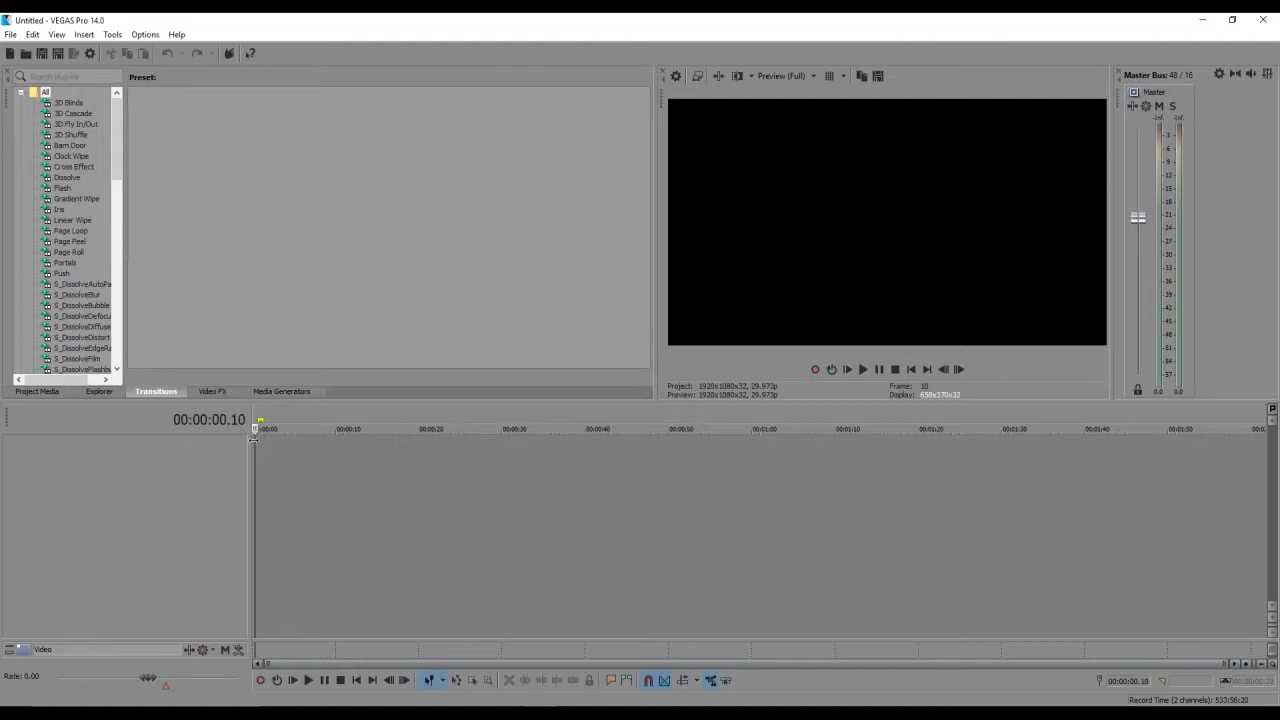 Untitled - VEGAS Pro 14.0
File Edit View Insert Tools Options Help
Search plug-ins
Preset:
Preview (Full)
Master Bus: 48 / 16
All
3D Blinds
3D Cascade
3D Fly In/Out
3D Shuffle
Barn Door
Clock Wipe
Cross Effect
Dissolve
Flash
Gradient Wipe
Iris
Linear Wipe
Page Loop
Page Peel
Page Roll
Portals
Push
S_DissolveAutoPa
S_DissolveBlur
S_DissolveBubble
S_DissolveDefocu
S_DissolveDiffuse
S_DissolveDistort
S_DissolveEdgeRa
S_DissolveFilm
S_DissolveFlashbu
Master
M S
-Inf. -Inf.
3
6
9
12
15
18
21
24
27
30
33
36
39
42
45
48
51
54
57
0.0 0.0
Project Media Explorer Transitions Video FX Media Generators
Project: 1920x1080x32, 29.973p
Preview: 1920x1080x32, 29.973p
Frame: 10
Display: 658x370x32
00:00:00.10
00:00:10 00:00:20 00:00:30 00:00:40 00:00:50 00:01:00 00:01:10 00:01:20 00:01:30 00:01:40 00:01:50
Video
M
Rate: 0.00
00:00:00.10
00:00:00.22
Record Time (2 channels): 533:56:20